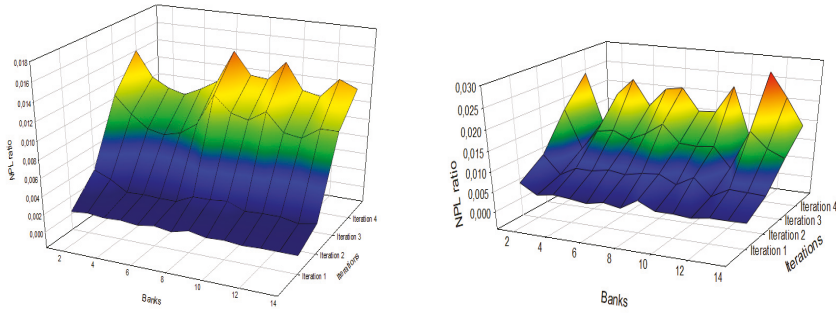 0,018
0,016
0,014
0,012
0,010
0,008
0,006
0,004
0,002
0,000
NPL ratio
2
4
6
8
10
12
14
Banks
Iteration 1
Iteration 2
Iteration 3
Iteration 4
Iterations
0,030
0,025
0,020
0,015
0,010
0,005
0,000
NPL ratio
2
4
6
8
10
12
14
Banks
Iteration 1
Iteration 2
Iteration 3
Iteration 4
Iterations